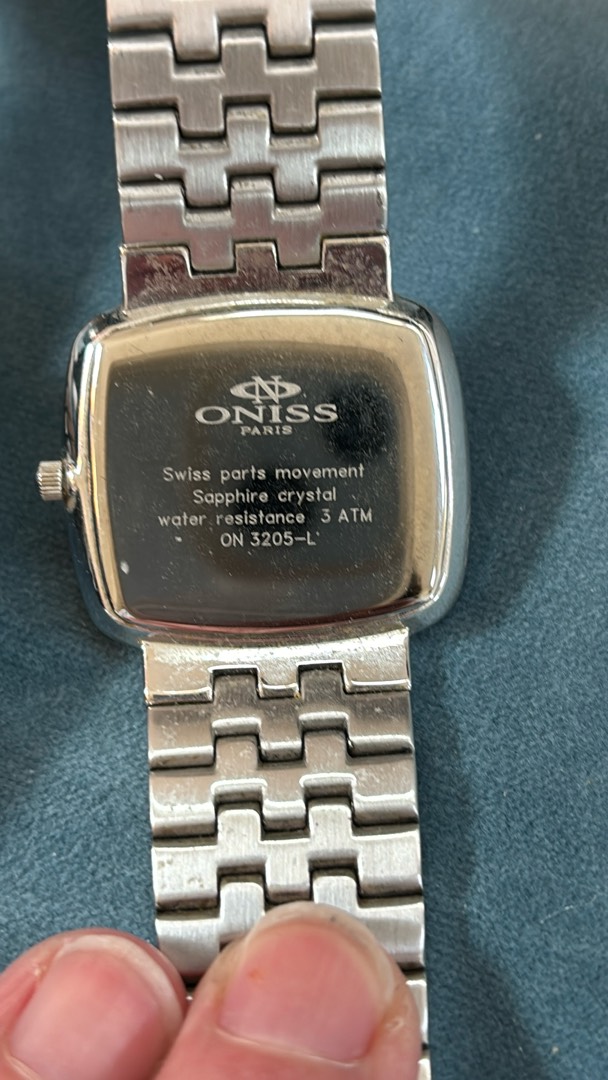 ONISS
PARIS
Swiss parts movement
Sapphire crystal
water resistance 3 ATM
ON 3205-L